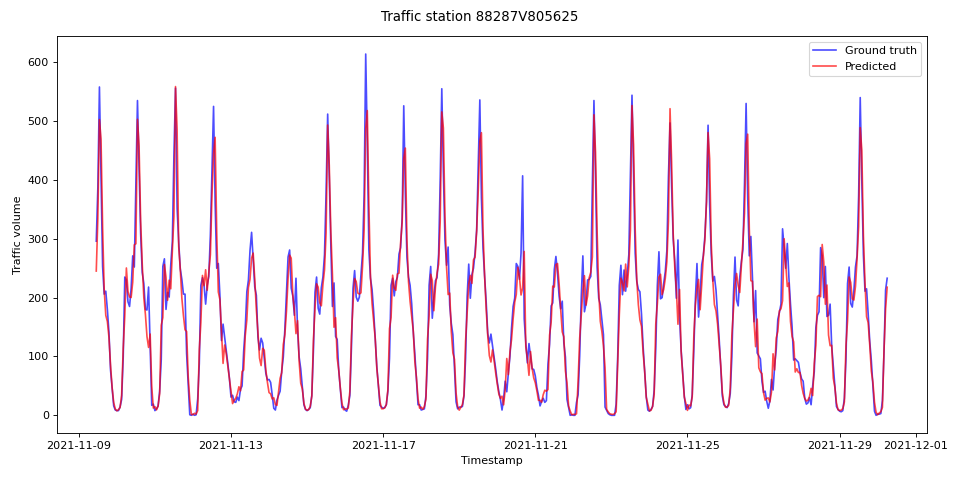 Traffic station 88287V805625
Ground truth
Predicted
Traffic volume
600
500
400
300
200
100
0
2021-11-09
2021-11-13
2021-11-17
2021-11-21
2021-11-25
2021-11-29
2021-12-01
Timestamp